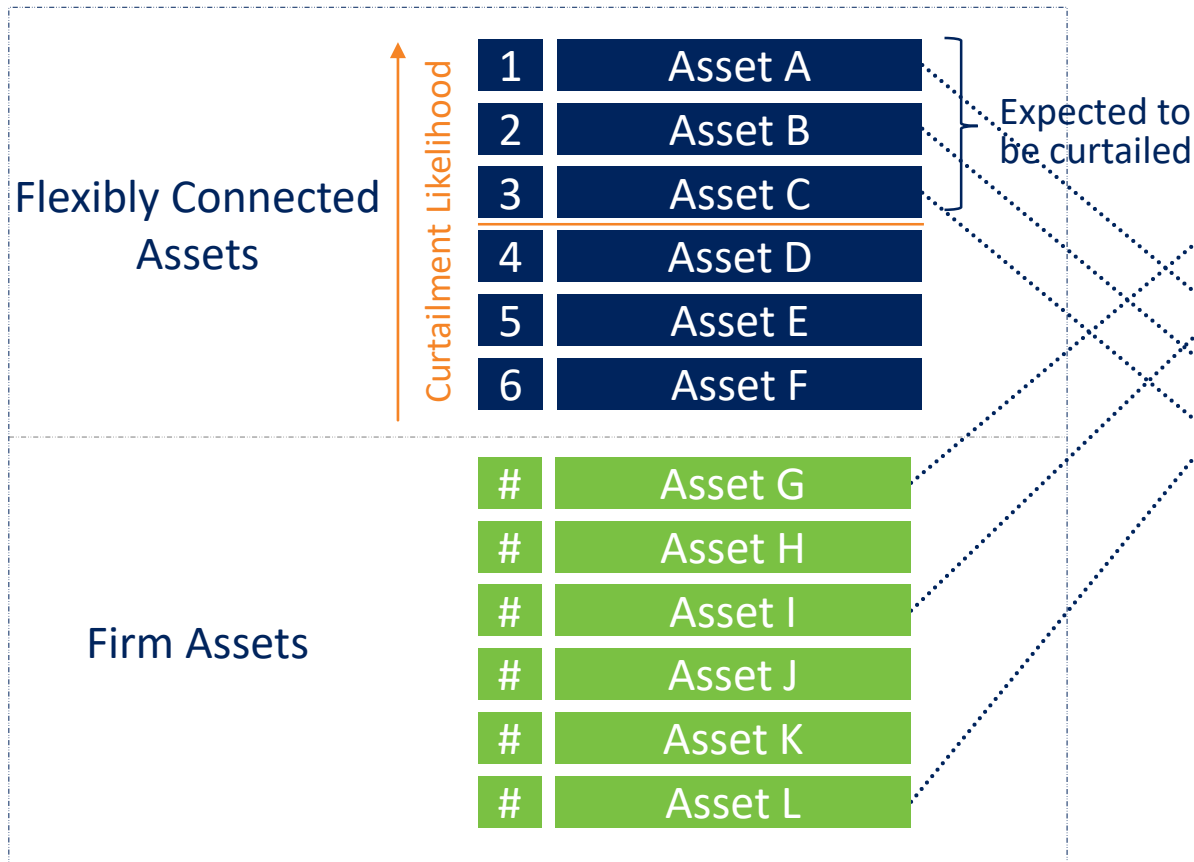 1 Asset A
2 Asset B
3 Asset C
4 Asset D
5 Asset E
6 Asset F
Curtailment Likelihood
Expected to
be curtailed
Flexibly Connected
Assets
# Asset G
# Asset H
# Asset I
# Asset J
# Asset K
# Asset L
Firm Assets